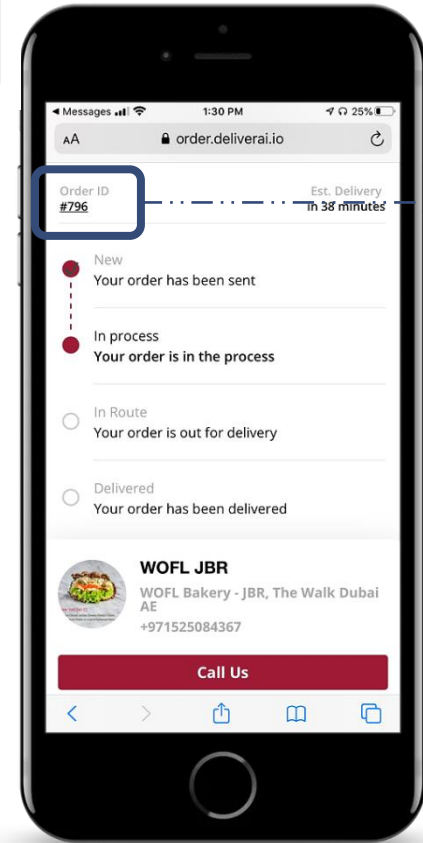 Messages 1:30 PM 25%
AA order.deliverai.io
Order ID Est. Delivery
#796 in 38 minutes
New
Your order has been sent
In process
Your order is in the process
In Route
Your order is out for delivery
Delivered
Your order has been delivered
WOFL JBR
WOFL Bakery - JBR, The Walk Dubai
AE
+971525084367
Call Us